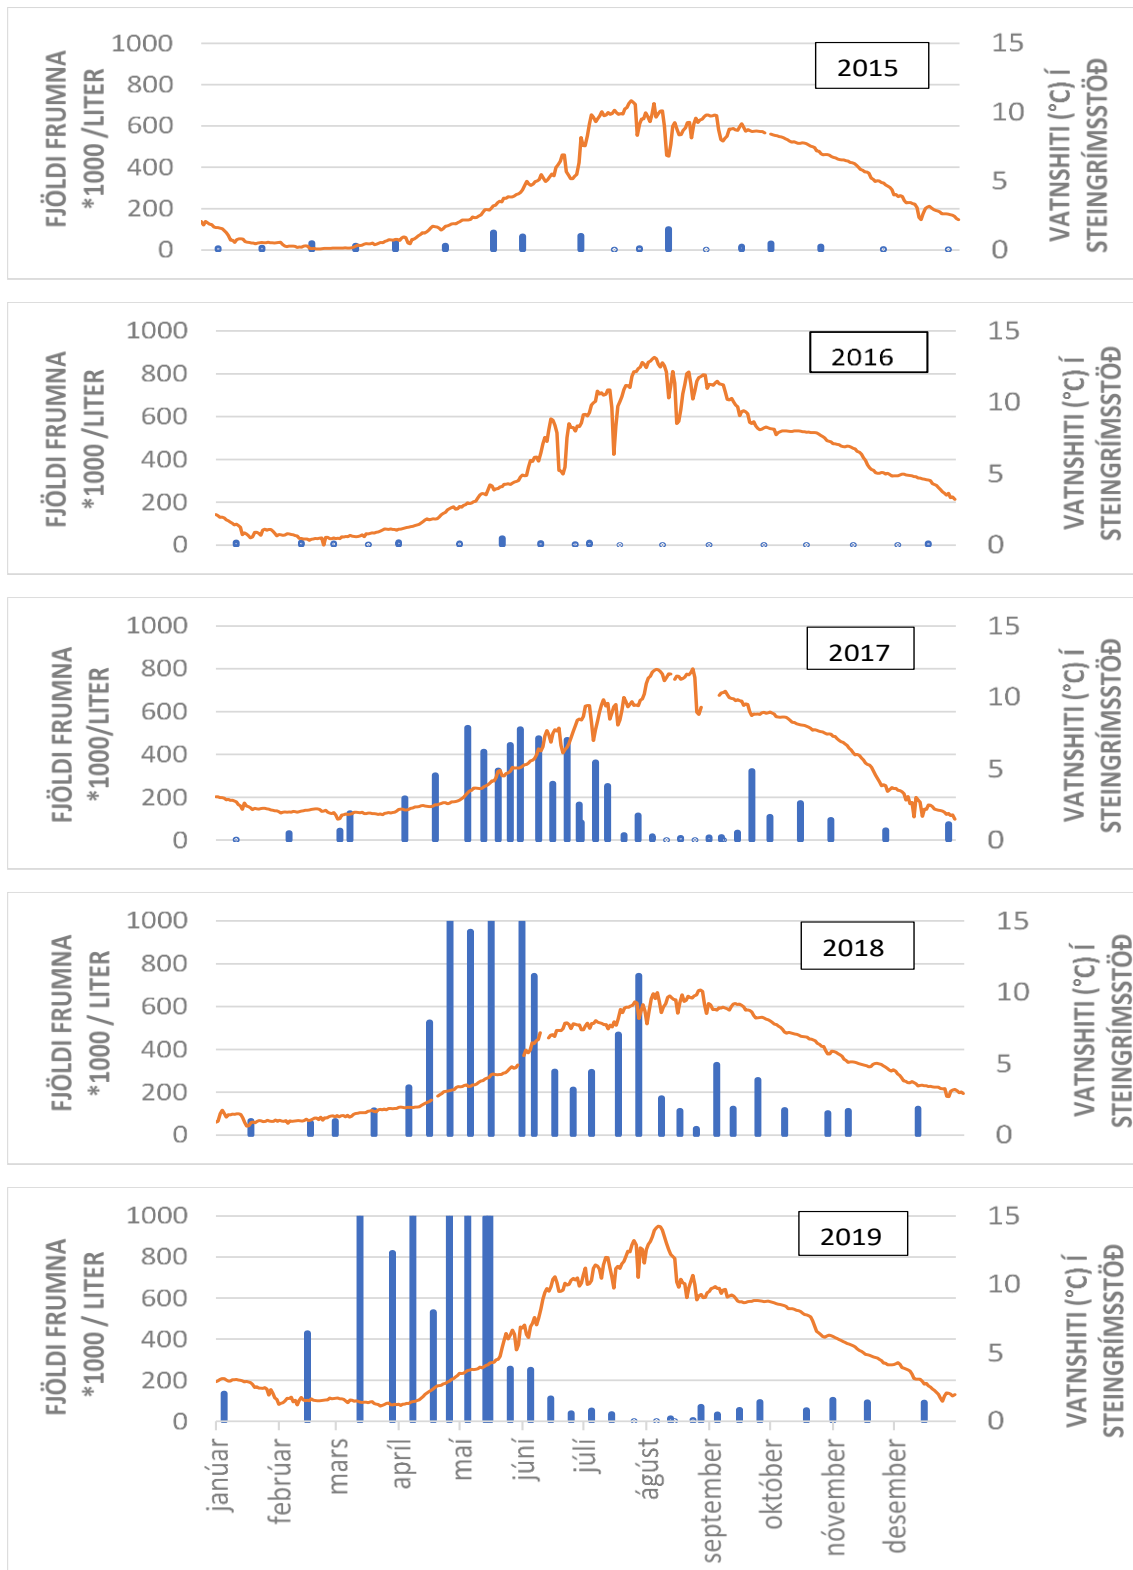 FJÖLDI FRUMNA
*1000 /LITER
1000
800
600
400
200
0
2015
15
10
5
0
VATNSHITI (°C) Í
STEINGRÍMSSTÖÐ
FJÖLDI FRUMNA
*1000 /LITER
1000
800
600
400
200
0
2016
15
10
5
0
VATNSHITI (°C) Í
STEINGRÍMSSTÖÐ
FJÖLDI FRUMNA
*1000/LITER
1000
800
600
400
200
0
2017
15
10
5
0
VATNSHITI (°C) Í
STEINGRÍMSSTÖÐ
FJÖLDI FRUMNA
*1000 / LITER
1000
800
600
400
200
0
2018
15
10
5
0
VATNSHITI (°C) Í
STEINGRÍMSSTÖÐ
FJÖLDI FRUMNA
*1000 / LITER
1000
800
600
400
200
0
2019
15
10
5
0
VATNSHITI (°C) Í
STEINGRÍMSSTÖÐ
janúar
febrúar
mars
apríl
maí
júní
júlí
ágúst
september
október
nóvember
desember